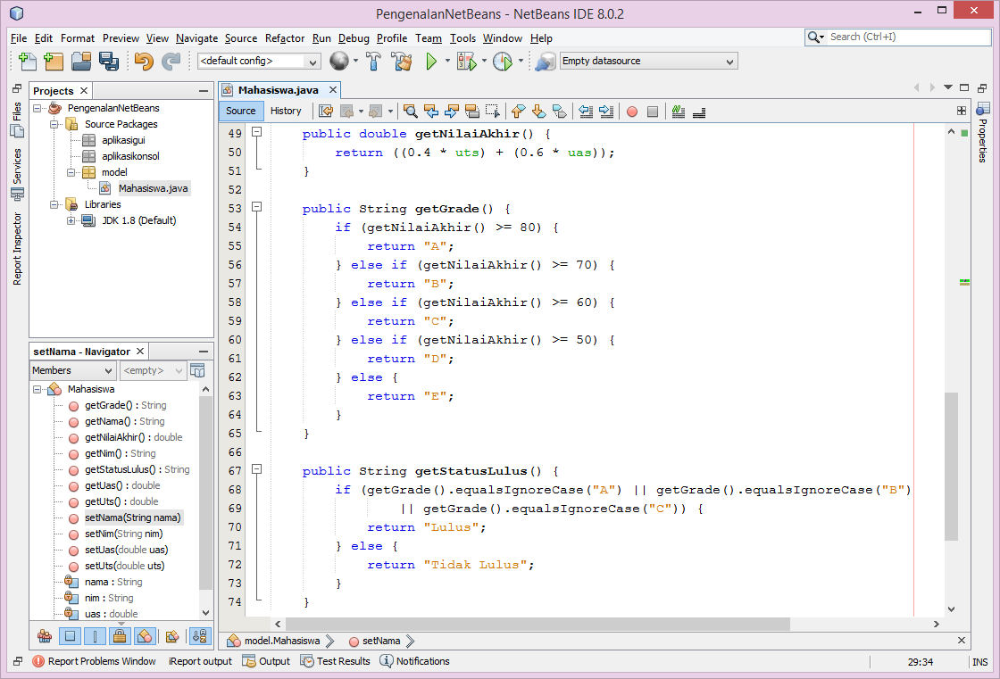 PengenalanNetBeans - NetBeans IDE 8.0.2
File Edit Format Preview View Navigate Source Refactor Run Debug Profile Team Tools Window Help
Search (Ctrl+I)
<default config>
Empty datasource
Files
Services
Report Inspector
Projects
PengenalanNetBeans
Source Packages
aplikasigui
aplikasikonsol
model
Mahasiswa.java
Libraries
JDK 1.8 (Default)
setNama - Navigator
Members
<empty>
Mahasiswa
getGrade() : String
getNama() : String
getNilaiAkhir() : double
getNim() : String
getStatusLulus() : String
getUas() : double
getUts() : double
setNama(String nama)
setNim(String nim)
setUas(double uas)
setUts(double uts)
nama : String
nim : String
uas : double
Mahasiswa.java
Source History
49 public double getNilaiAkhir() {
50 return ((0.4 * uts) + (0.6 * uas));
51 }
52
53 public String getGrade() {
54 if (getNilaiAkhir() >= 80) {
55 return "A";
56 } else if (getNilaiAkhir() >= 70) {
57 return "B";
58 } else if (getNilaiAkhir() >= 60) {
59 return "C";
60 } else if (getNilaiAkhir() >= 50) {
61 return "D";
62 } else {
63 return "E";
64 }
65 }
66
67 public String getStatusLulus() {
68 if (getGrade().equalsIgnoreCase("A") || getGrade().equalsIgnoreCase("B")
69 || getGrade().equalsIgnoreCase("C")) {
70 return "Lulus";
71 } else {
72 return "Tidak Lulus";
73 }
74 }
Properties
model.Mahasiswa
setNama
Report Problems Window
iReport output
Output
Test Results
Notifications
29:34
INS